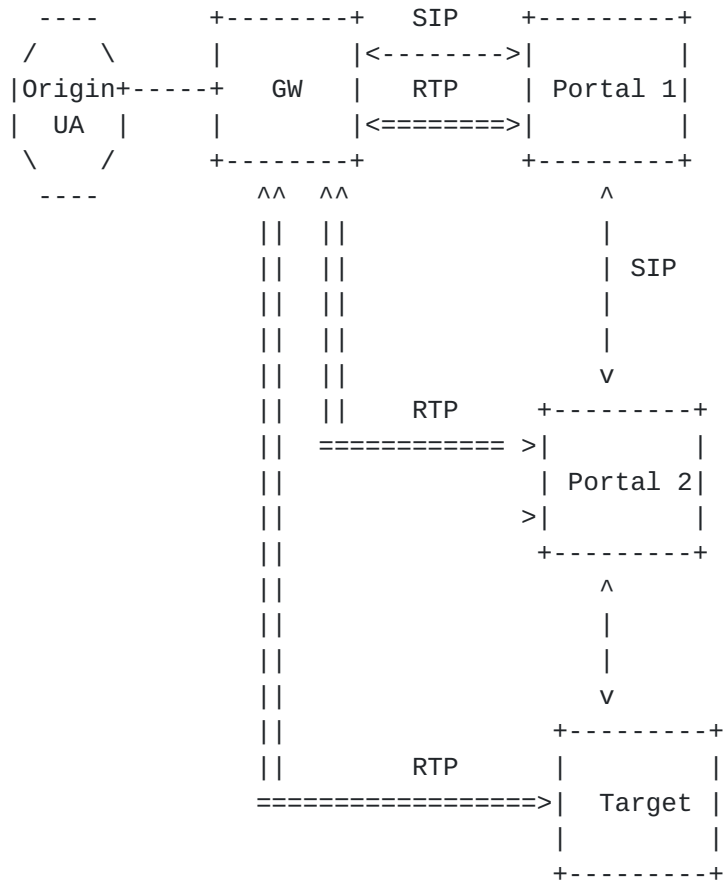 SIP
Origin GW RTP Portal 1
UA
SIP
RTP
Portal 2
RTP
Target